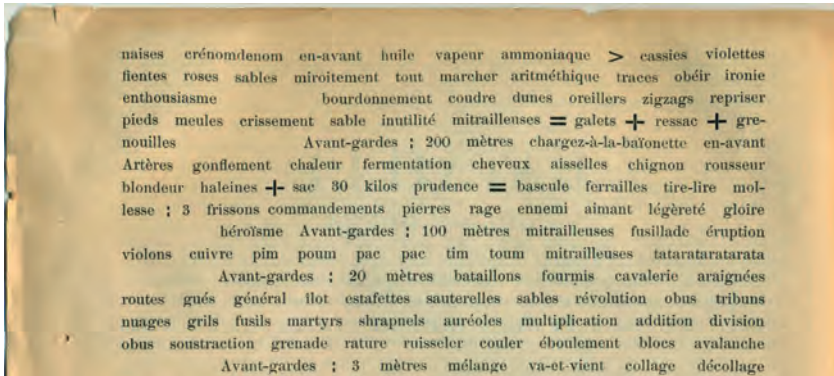 naises crénomdenom en-avant huile vapeur ammoniaque > cassies violettes
fientes roses sables miroitement tout marcher aritméthique traces obéir ironie
enthousiasme bourdonnement coudre dunes oreillers zigzags repriser
pieds meules crissement sable inutilité mitrailleuses = galets + ressac + gre-
nouilles Avant-gardes : 200 mètres chargez-à-la-baïonette en-avant
Artères gonflement chaleur fermentation cheveux aisselles chignon rousseur
blondeur haleines + sac 30 kilos prudence = bascule ferrailles tire-lire mol-
lesse : 3 frissons commandements pierres rage ennemi aimant légèreté gloire
héroïsme Avant-gardes : 100 mètres mitrailleuses fusillade éruption
violons cuivre pim poum pac pac tim toum mitrailleuses tataratararatarata
Avant-gardes : 20 mètres bataillons fourmis cavalerie araignées
routes gués général îlot estafettes sauterelles sables révolution obus tribuns
nuages grils fusils martyrs shrapnels auréoles multiplication addition division
obus soustraction grenade rature ruisseler couler éboulement blocs avalanche
Avant-gardes : 3 mètres mélange va-et-vient collage décollage